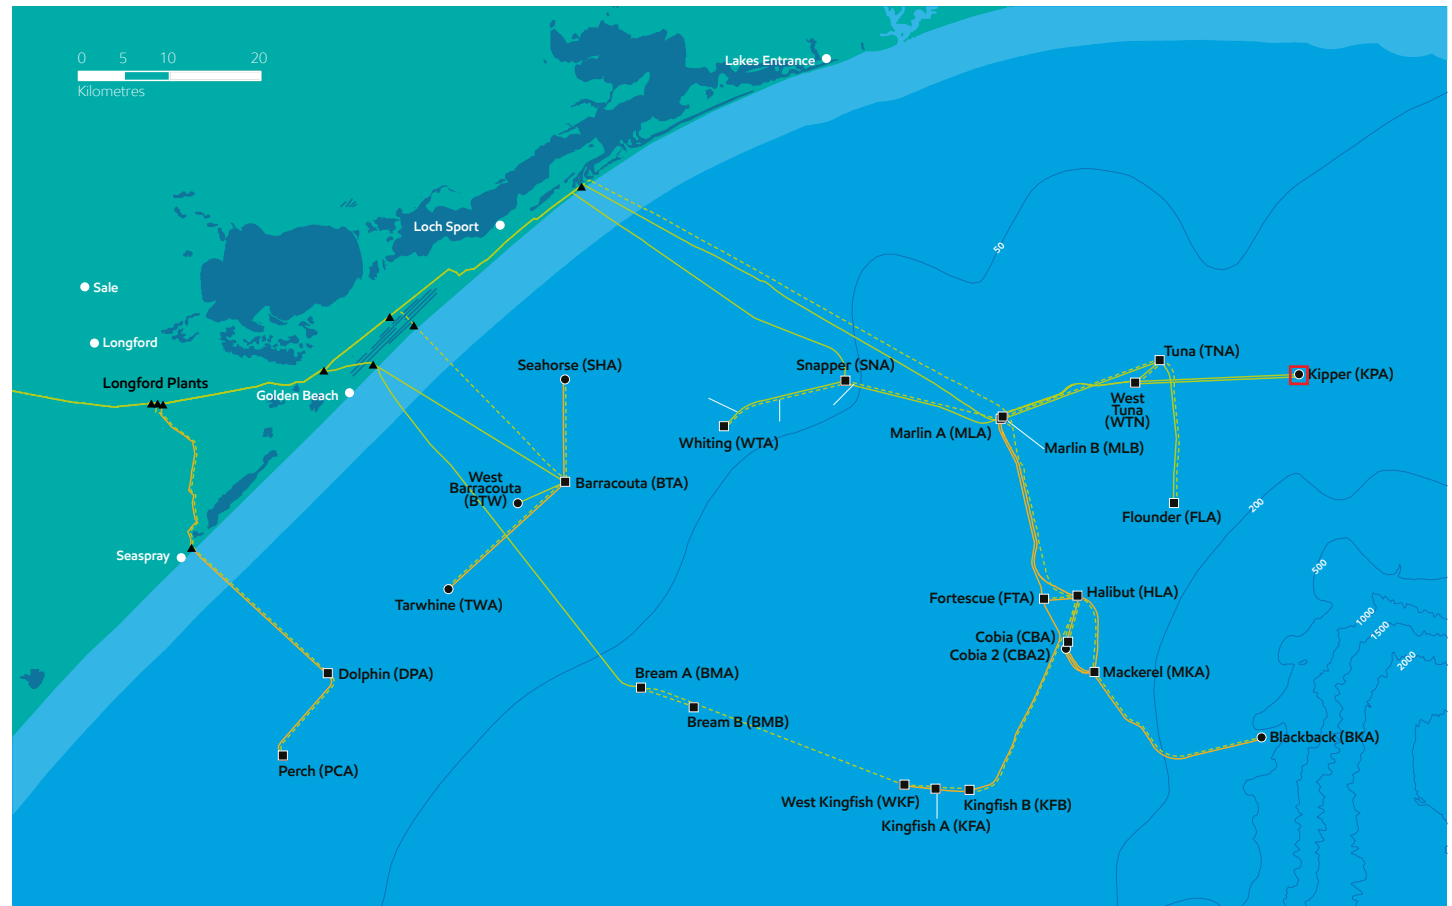 0 5 10 20
Kilometres
Lakes Entrance
Loch Sport
50
Sale
Longford
Longford Plants
Golden Beach
Seahorse (SHA)
Snapper (SNA)
Tuna (TNA)
Kipper (KPA)
West
Tuna
(WTN)
Whiting (WTA)
Marlin A (MLA)
Marlin B (MLB)
West
Barracouta
(BTW)
Barracouta (BTA)
Flounder (FLA)
200
Seaspray
500
Tarwhine (TWA)
Fortescue (FTA)
Halibut (HLA)
1000
1500
2000
Cobia (CBA)
Cobia 2 (CBA2)
Dolphin (DPA)
Bream A (BMA)
Mackerel (MKA)
Bream B (BMB)
Blackback (BKA)
Perch (PCA)
West Kingfish (WKF)
Kingfish B (KFB)
Kingfish A (KFA)